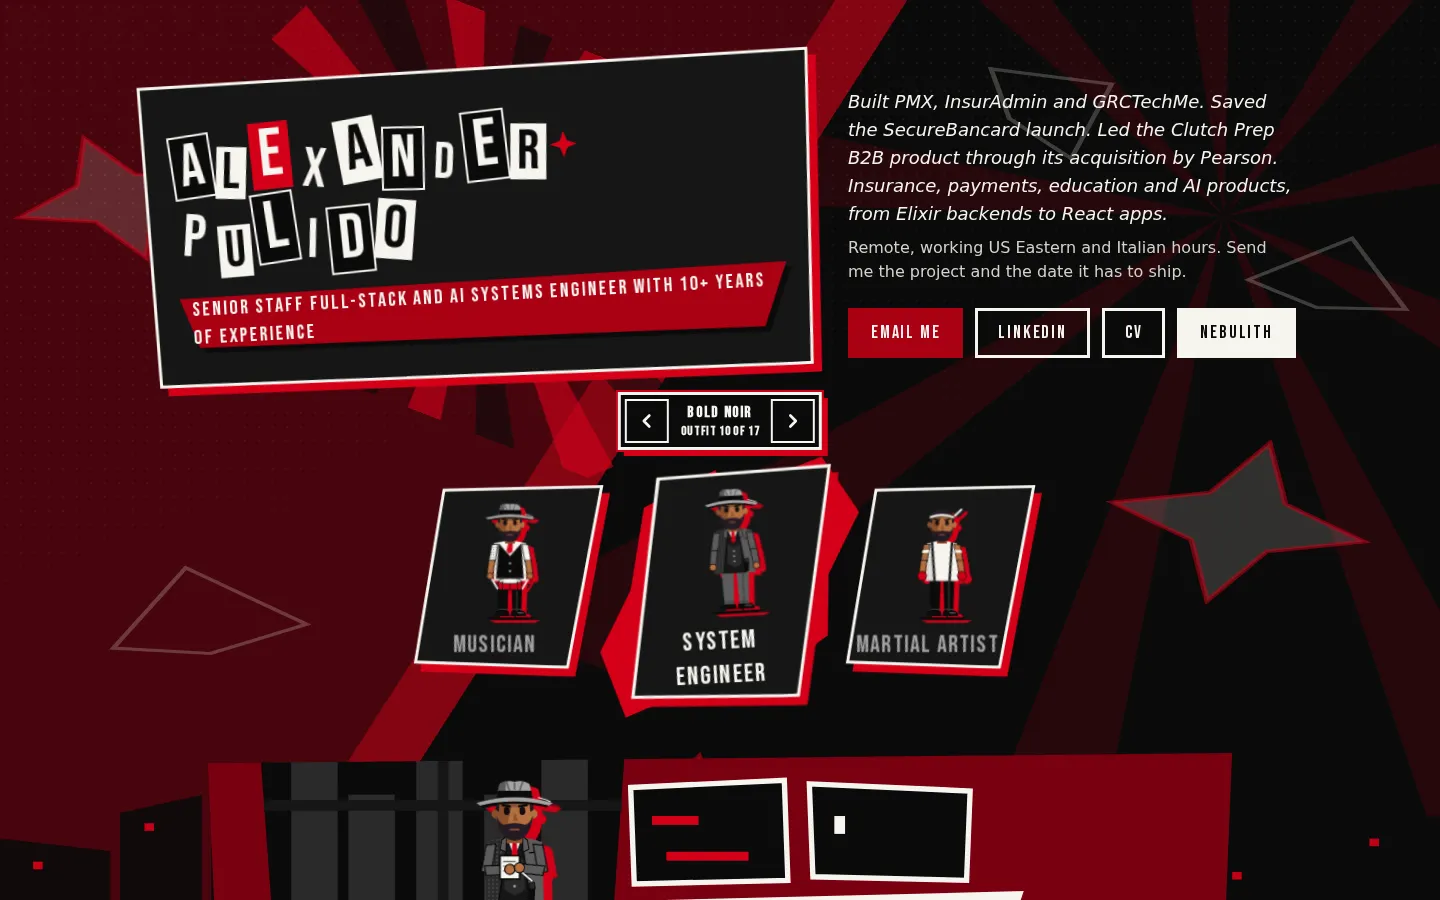 ALEXANDER
PULIDO
SENIOR STAFF FULL-STACK AND AI SYSTEMS ENGINEER WITH 10+ YEARS
OF EXPERIENCE
Built PMX, InsurAdmin and GRCTechMe. Saved
the SecureBancard launch. Led the Clutch Prep
B2B product through its acquisition by Pearson.
Insurance, payments, education and AI products,
from Elixir backends to React apps.
Remote, working US Eastern and Italian hours. Send
me the project and the date it has to ship.
EMAIL ME
LINKEDIN
CV
NEBULITH
BOLD NOIR
OUTFIT 10 OF 17
MUSICIAN
SYSTEM
ENGINEER
MARTIAL ARTIST